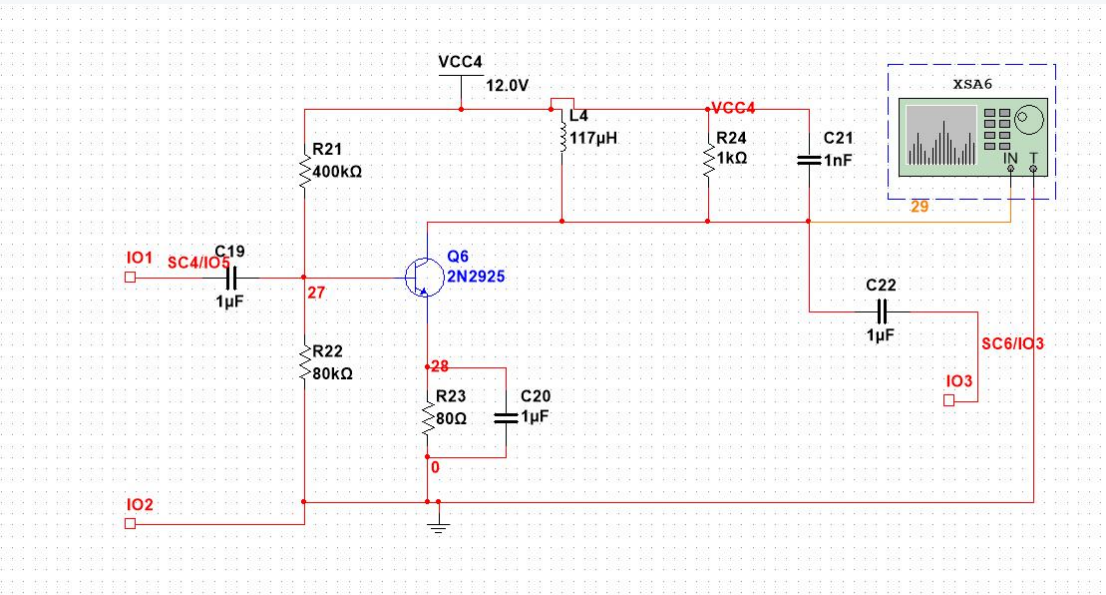 VCC4
12.0V
XSA6
IN T
L4
117µH
VCC4
R24
1kΩ
C21
1nF
R21
400kΩ
29
IO1
SC4/IO5
C19
1µF
27
Q6
2N2925
C22
1µF
SC6/IO3
IO3
R22
80kΩ
28
R23
80Ω
C20
1µF
0
IO2